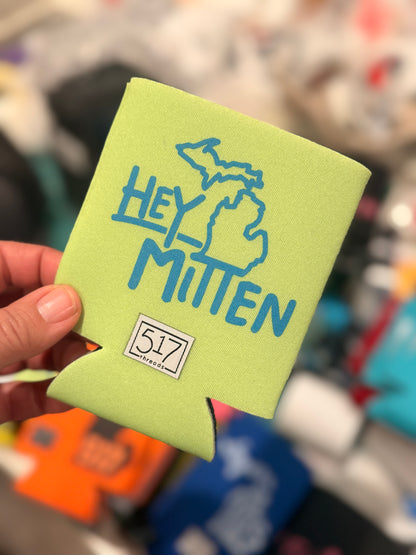 HEY
MITTEN
517
threads